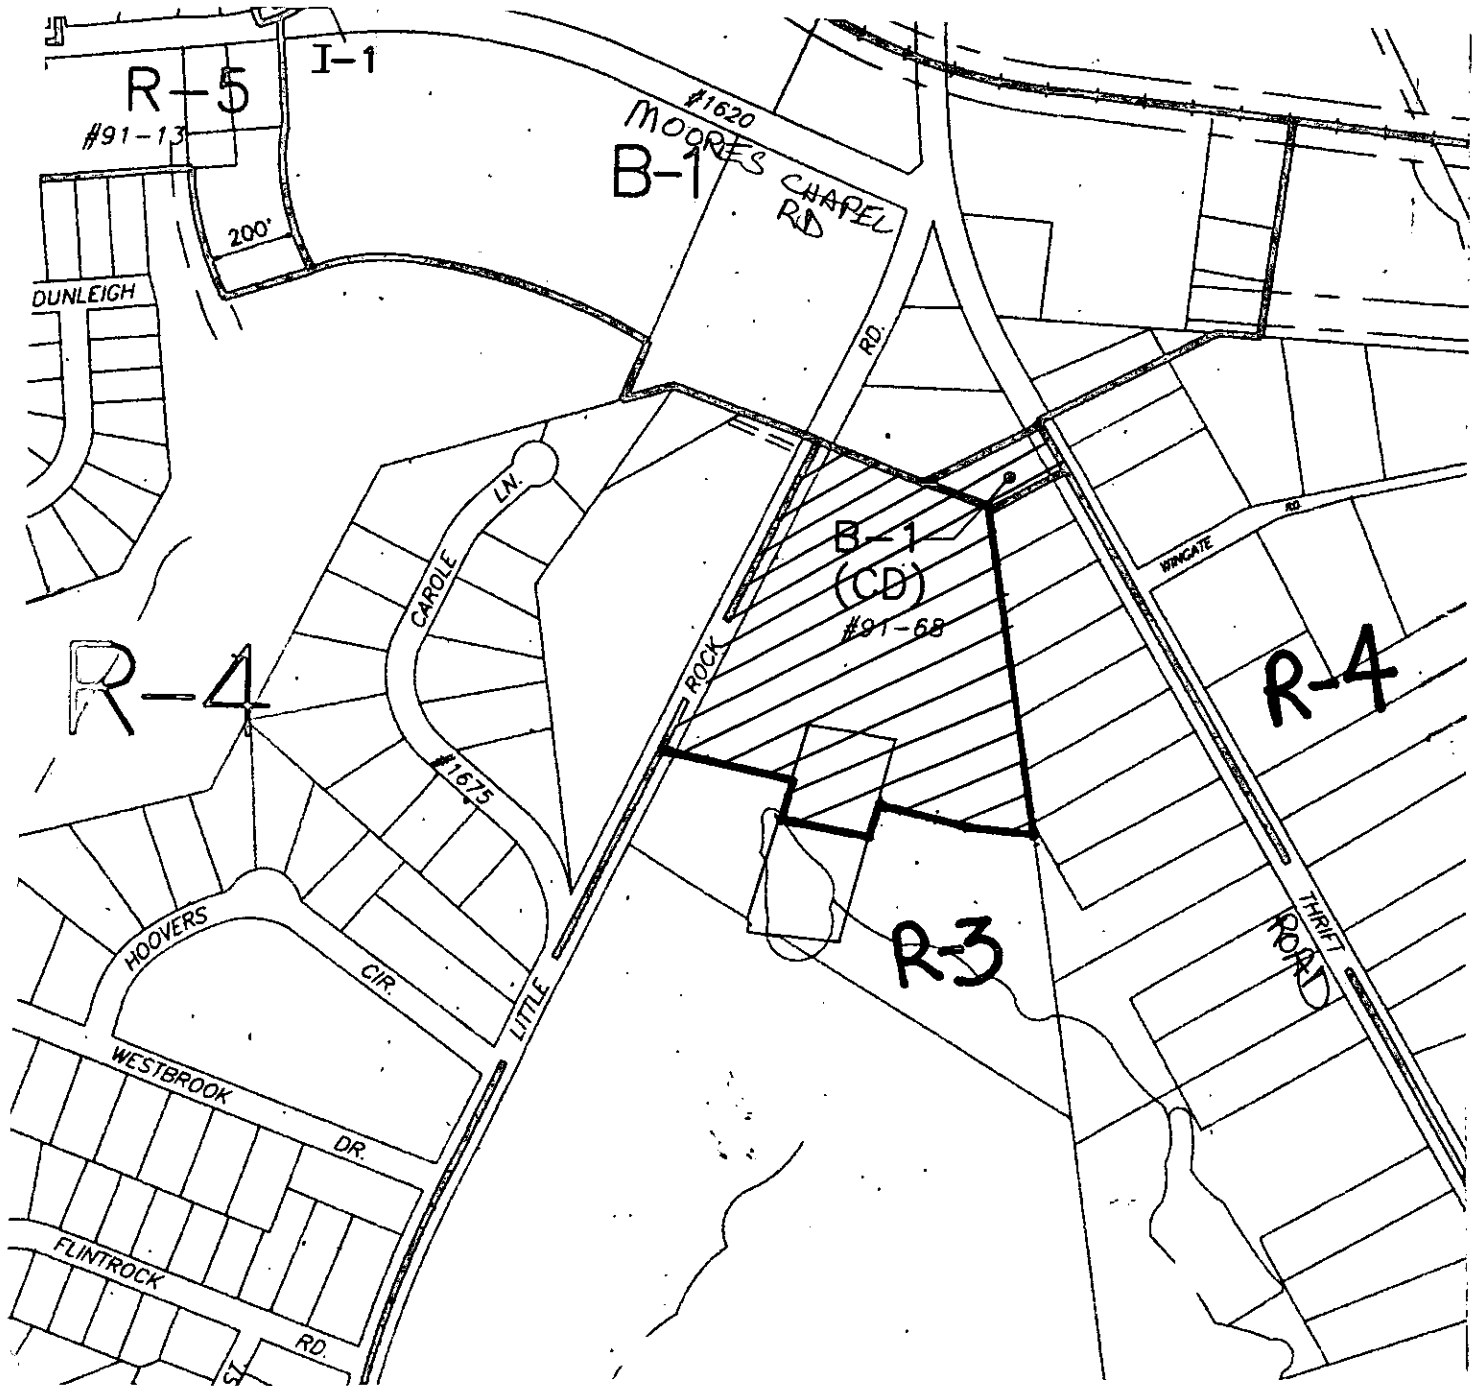 I-1
R-5
#91-13
#1620
MOORES CHAPEL
RD
B-1
200'
DUNLEIGH
RD.
CAROLE LN.
B-1
(CD)
#91-68
WINGATE RD.
ROCK
R-4
R-4
#1675
HOOVERS CIR.
R-3
THRIFT
ROAD
LITTLE
WESTBROOK DR.
FLINTROCK RD.
ST.